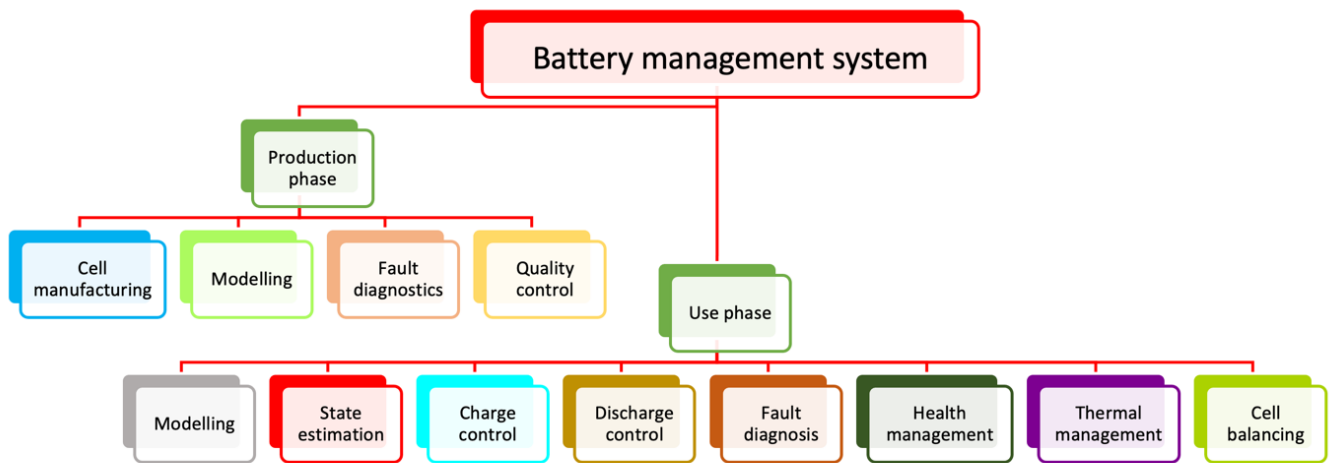 Battery management system
Production
phase
Cell
manufacturing
Modelling
Fault
diagnostics
Quality
control
Use phase
Modelling
State
estimation
Charge
control
Discharge
control
Fault
diagnosis
Health
management
Thermal
management
Cell
balancing